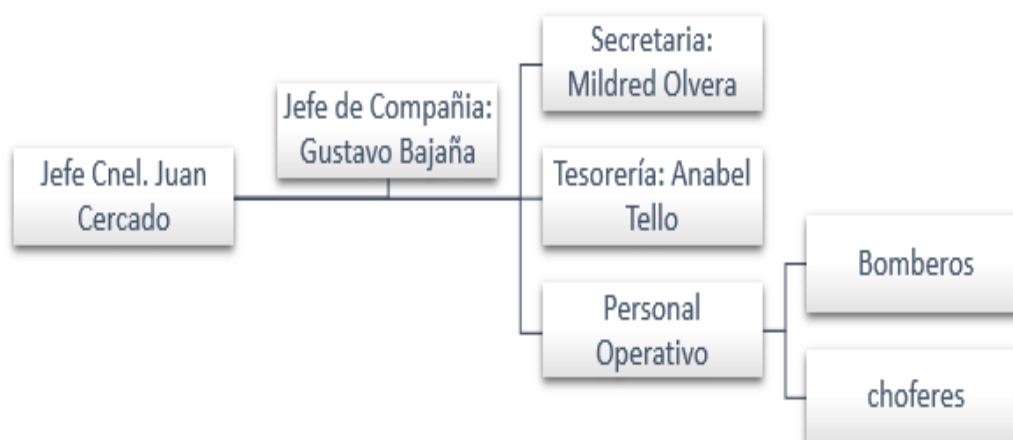 Secretaria:
Mildred Olvera
Jefe de Compañia:
Gustavo Bajaña
Jefe Cnel. Juan
Cercado
Tesorería: Anabel
Tello
Bomberos
Personal
Operativo
choferes